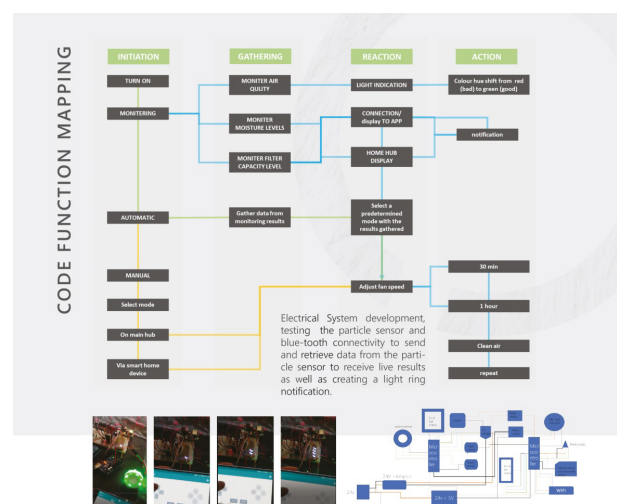 CODE FUNCTION MAPPING
INITIATION
GATHERING
REACTION
ACTION
TURN ON
MONITER AIR
QULITY
LIGHT INDICATION
Colour hue shift from red
(bad) to green (good)
MONITERING
MONITER
MOISTURE LEVELS
CONNECTION/
display TO APP
notification
MONITER FILTER
CAPACITY LEVEL
HOME HUB
DISPLAY
AUTOMATIC
Gather data from
monitoring results
Select a
predetermined
mode with the
results gathered
MANUAL
Select mode
On main hub
Via smart home
device
Adjust fan speed
30 min
1 hour
Clean air
repeat
Electrical System development,
testing the particle sensor and
blue-tooth connectivity to send
and retrieve data from the parti-
cle sensor to receive live results
as well as creating a light ring
notification.
24v > 5V
WIFI